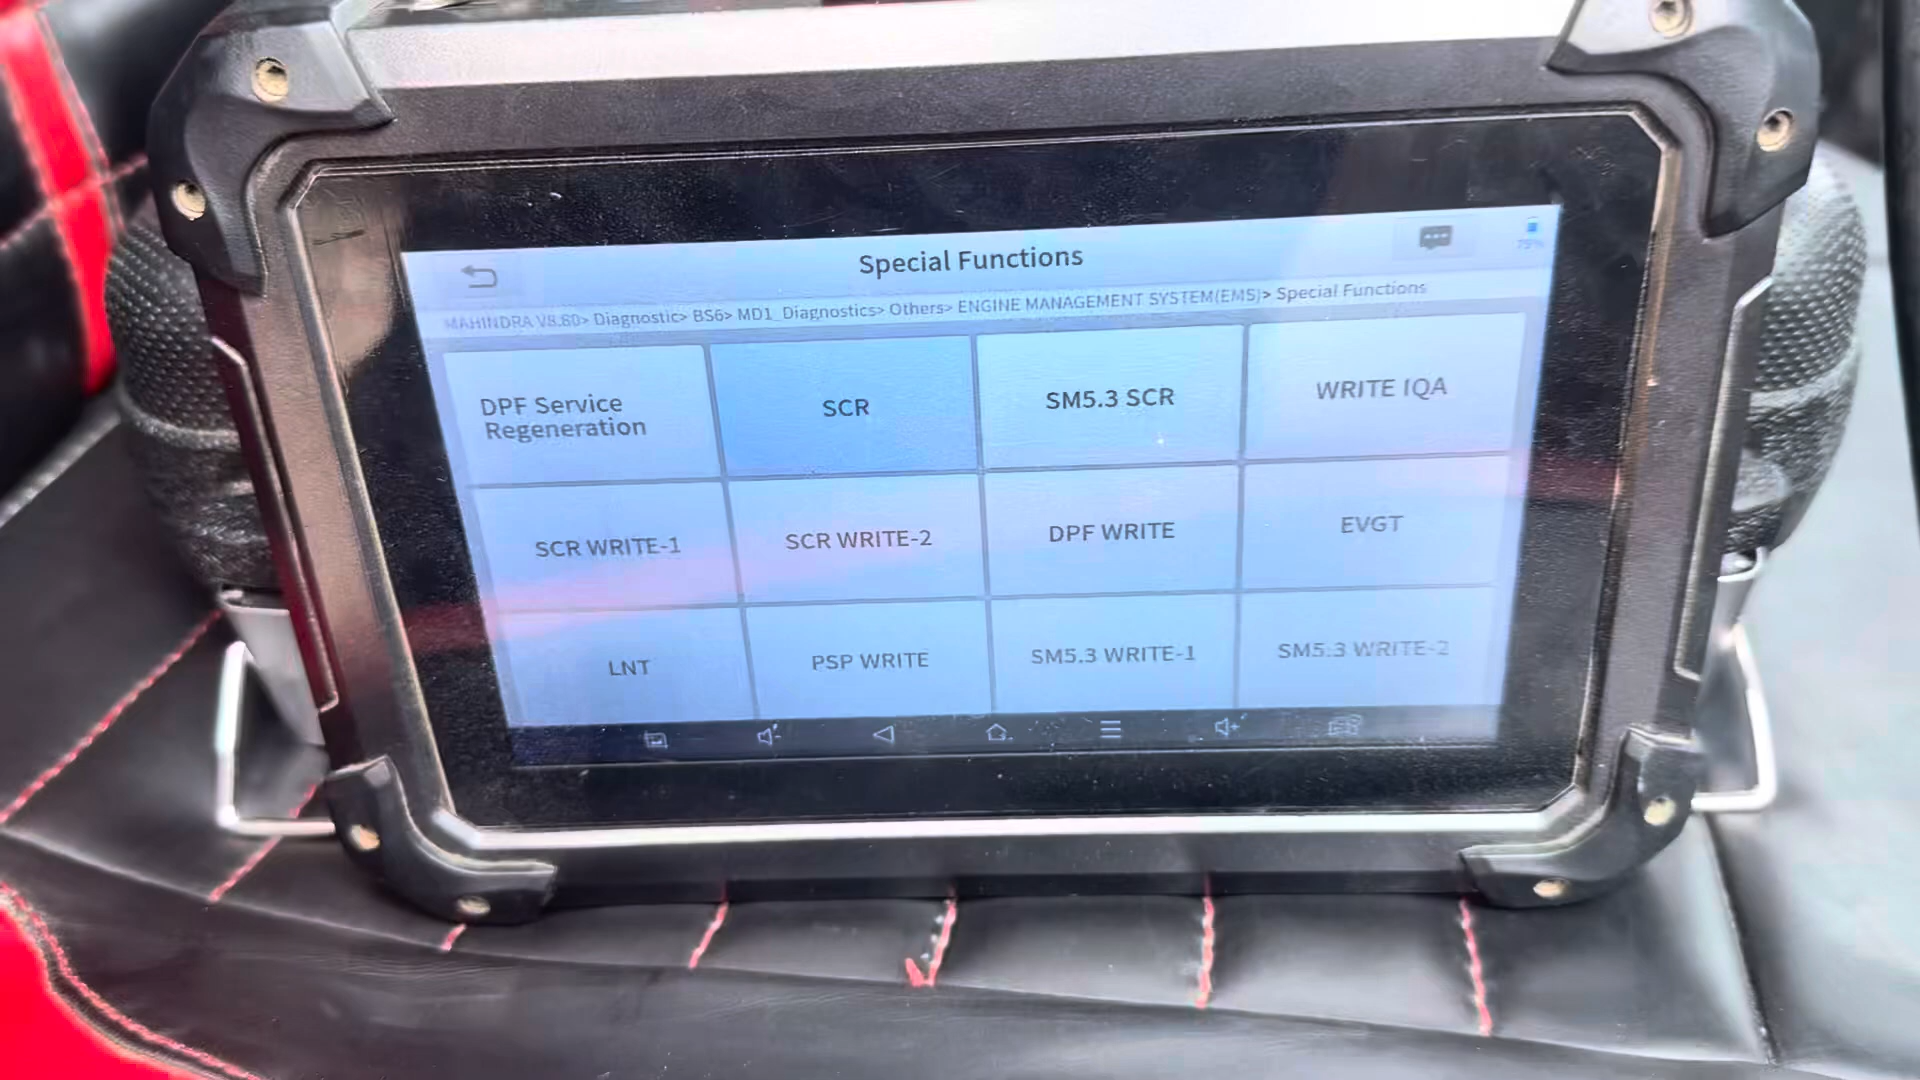 Special Functions
79%
MAHINDRA V8.60> Diagnostic> BS6> MD1_Diagnostics> Others> ENGINE MANAGEMENT SYSTEM(EMS)> Special Functions
DPF Service
Regeneration
SCR
SM5.3 SCR
WRITE IQA
SCR WRITE-1
SCR WRITE-2
DPF WRITE
EVGT
LNT
PSP WRITE
SM5.3 WRITE-1
SM5.3 WRITE-2